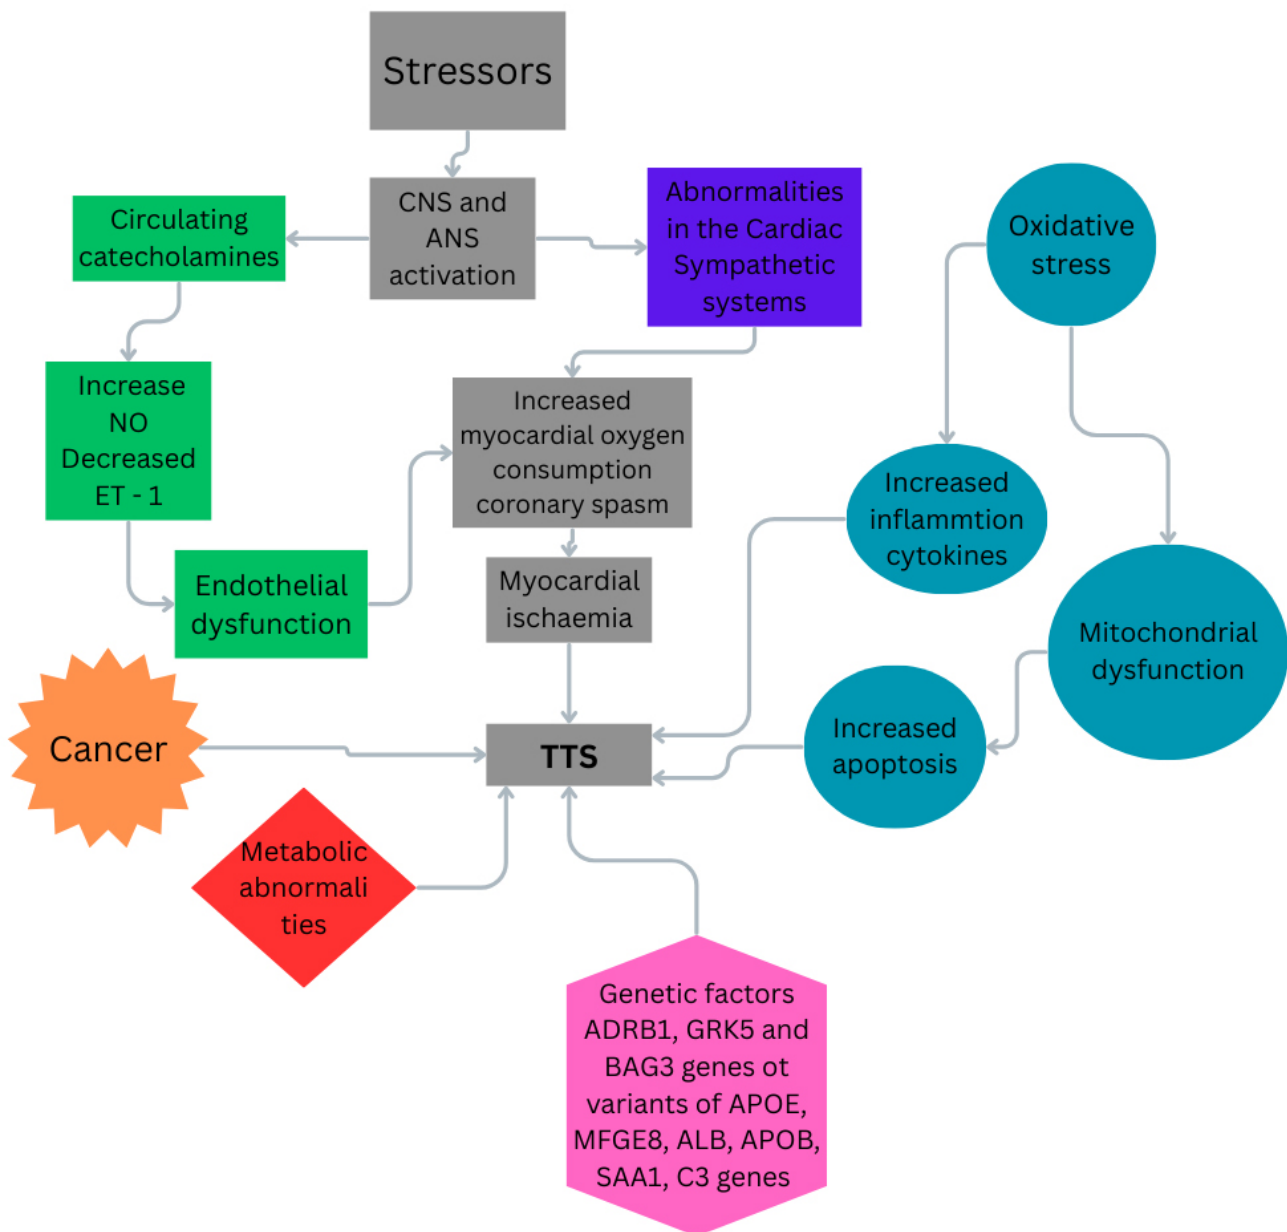 Stressors
CNS and
ANS
activation
Circulating
catecholamines
Abnormalities
in the Cardiac
Sympathetic
systems
Oxidative
stress
Increase
NO
Decreased
ET - 1
Increased
myocardial oxygen
consumption
coronary spasm
Increased
inflammtion
cytokines
Endothelial
dysfunction
Myocardial
ischaemia
Mitochondrial
dysfunction
Cancer
TTS
Increased
apoptosis
Metabolic
abnormali
ties
Genetic factors
ADRB1, GRK5 and
BAG3 genes ot
variants of APOE,
MFGE8, ALB, APOB,
SAA1, C3 genes